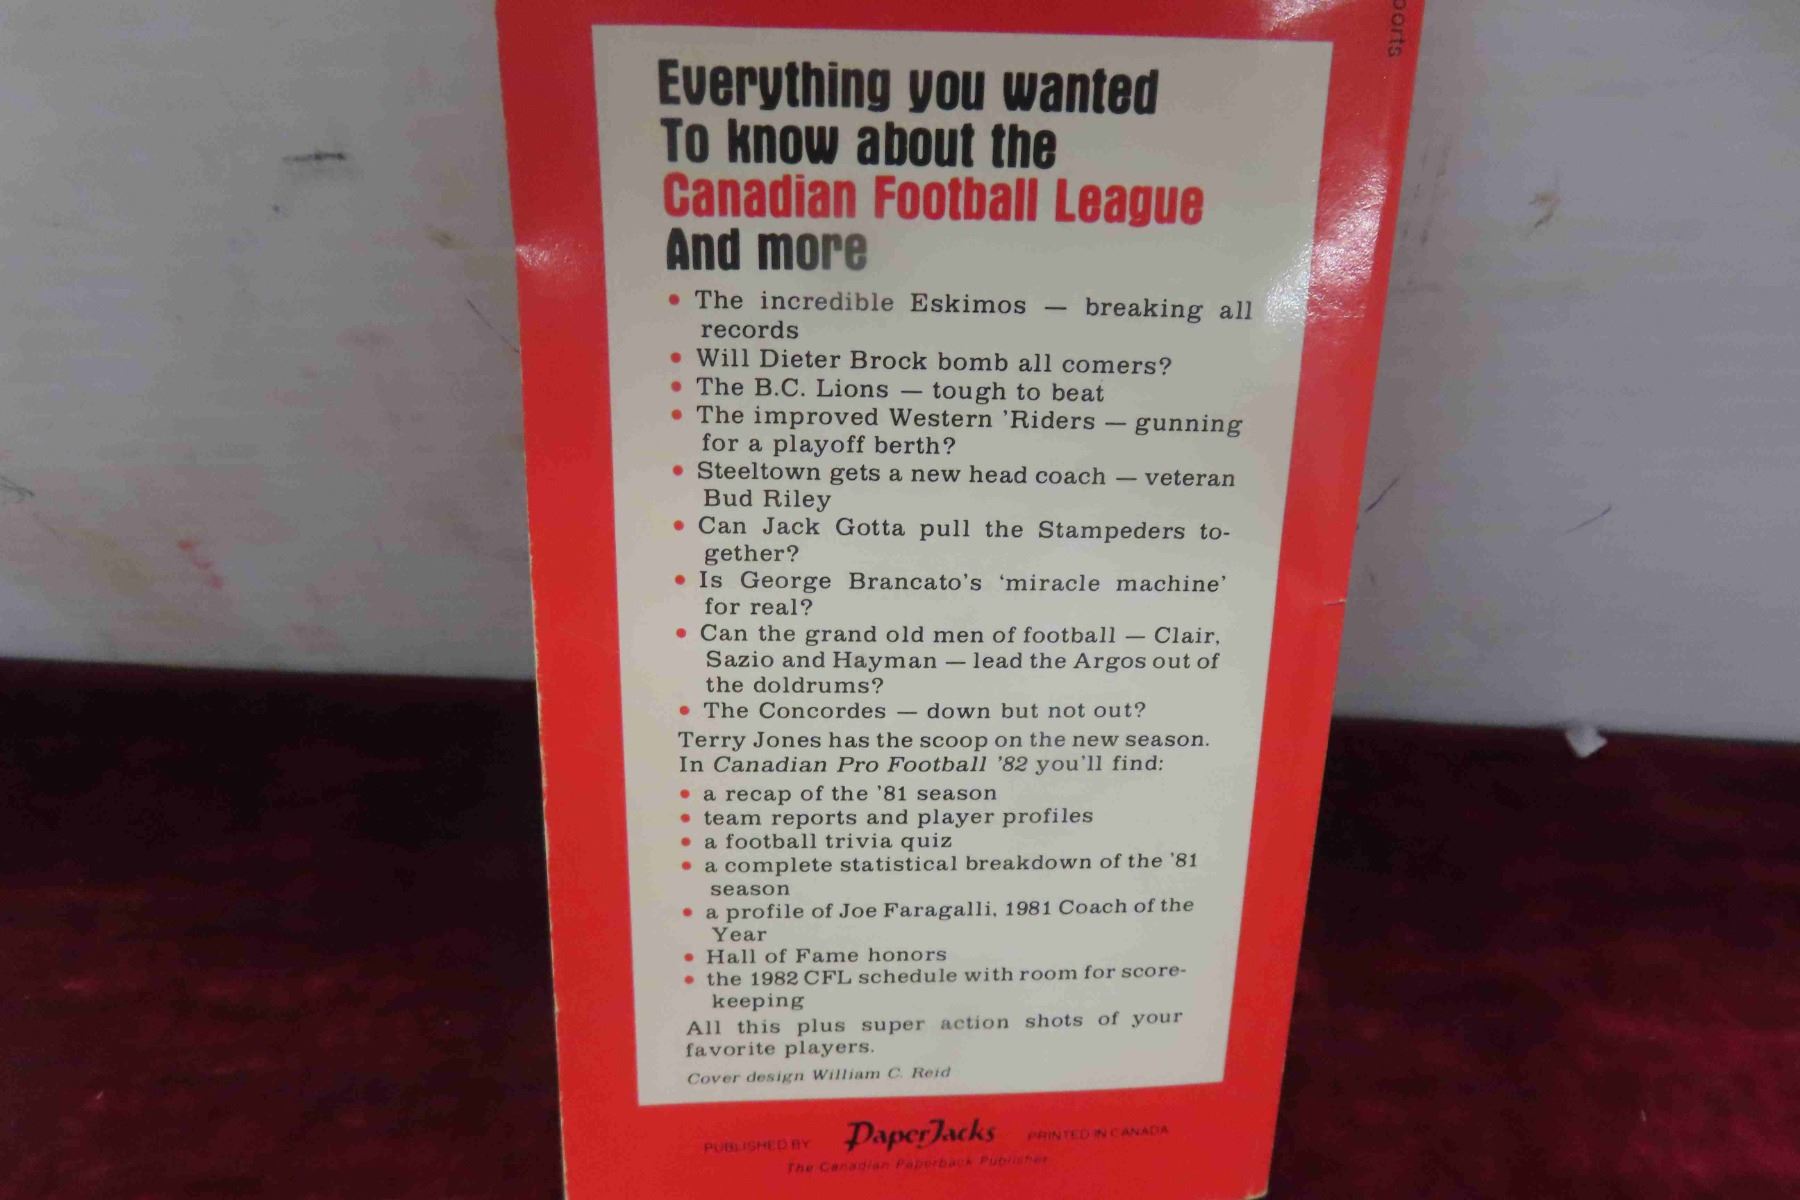 ports
Everything you wanted
To know about the
Canadian Football League
And more
• The incredible Eskimos — breaking all
records
• Will Dieter Brock bomb all comers?
• The B.C. Lions — tough to beat
• The improved Western 'Riders — gunning
for a playoff berth?
• Steeltown gets a new head coach — veteran
Bud Riley
• Can Jack Gotta pull the Stampeders to-
gether?
• Is George Brancato's 'miracle machine'
for real?
• Can the grand old men of football — Clair,
Sazio and Hayman — lead the Argos out of
the doldrums?
• The Concordes — down but not out?
Terry Jones has the scoop on the new season.
In Canadian Pro Football '82 you'll find:
• a recap of the '81 season
• team reports and player profiles
• a football trivia quiz
• a complete statistical breakdown of the '81
season
• a profile of Joe Faragalli, 1981 Coach of the
Year
• Hall of Fame honors
• the 1982 CFL schedule with room for score-
keeping
All this plus super action shots of your
favorite players.
Cover design William C. Reid
PUBLISHED BY PaperJacks PRINTED IN CANADA
The Canadian Paperback Publisher